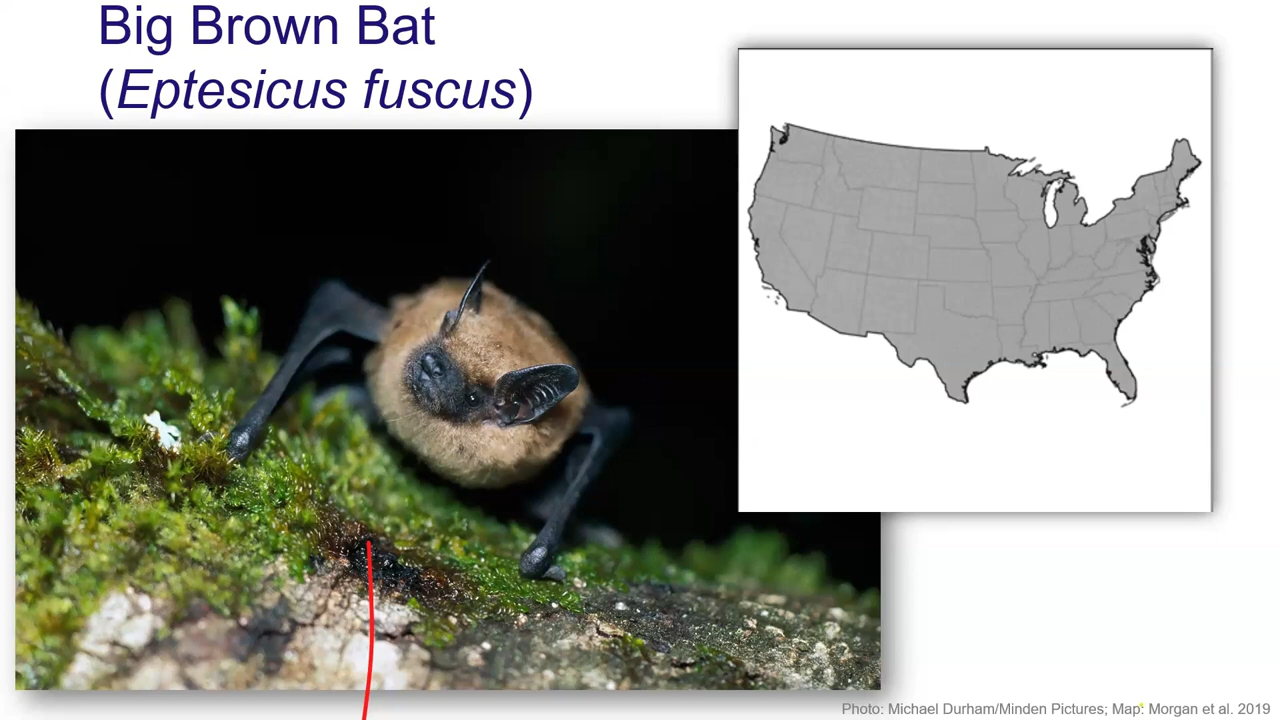 Big Brown Bat
(Eptesicus fuscus)
Photo: Michael Durham/Minden Pictures; Map: Morgan et al. 2019